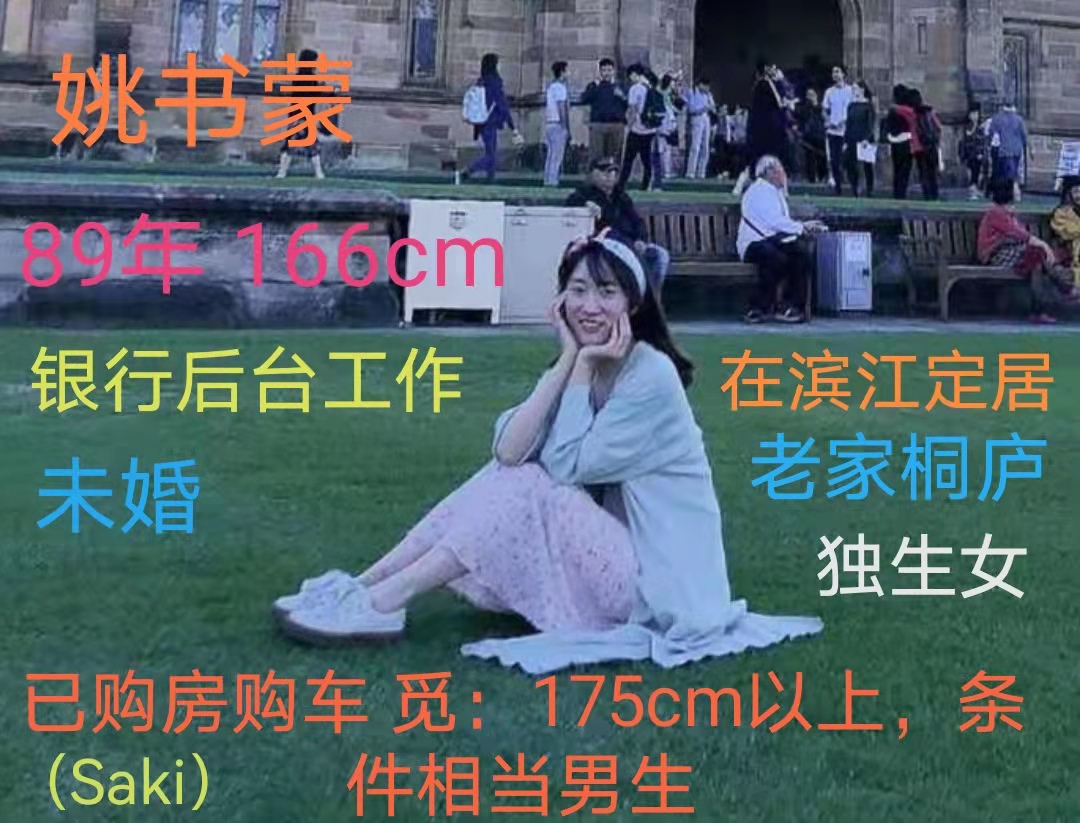 姚书蒙
89年 166cm
银行后台工作
在滨江定居
未婚
老家桐庐
独生女
已购房购车 觅：175cm以上，条
件相当男生
（Saki）